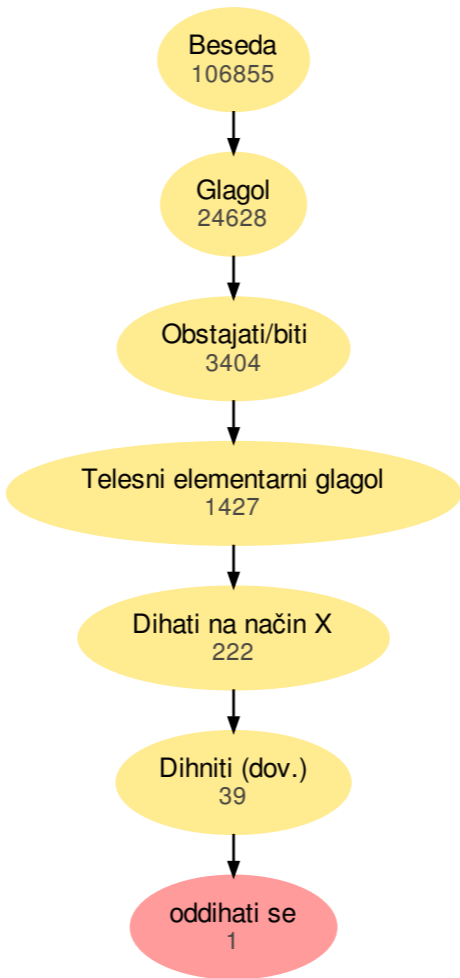 Beseda
106855
Glagol
24628
Obstajati/biti
3404
Telesni elementarni glagol
1427
Dihati na način X
222
Dihniti (dov.)
39
oddihati se
1